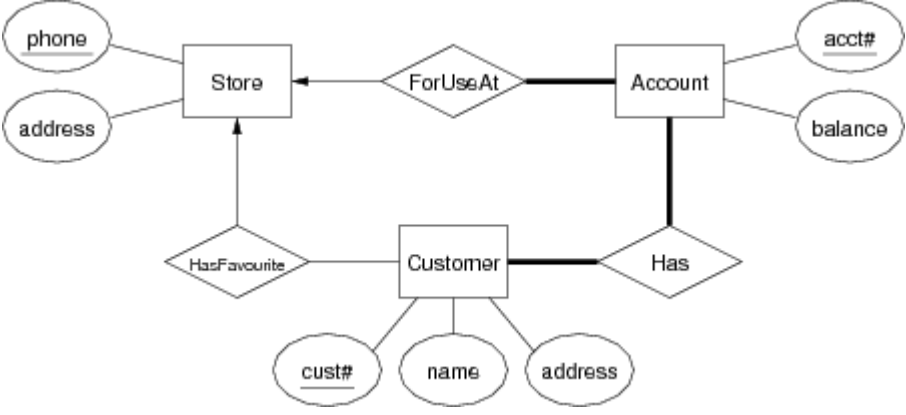 phone
acct#
Store
ForUseAt
Account
address
balance
HasFavourite
Customer
Has
cust#
name
address